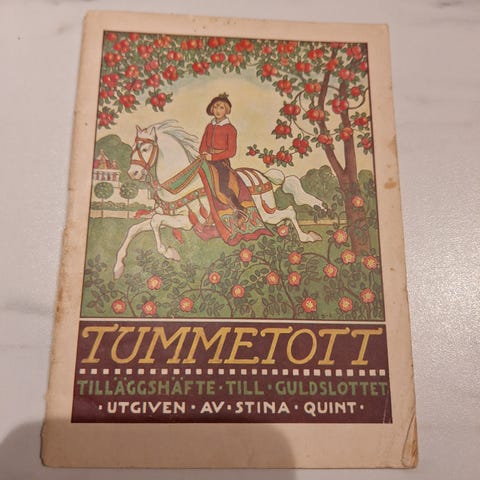 TUMMETOTT
TILLÄGGSHÄFTE · TILL · GULDSLOTTET
· UTGIVEN · AV · STINA · QUINT ·